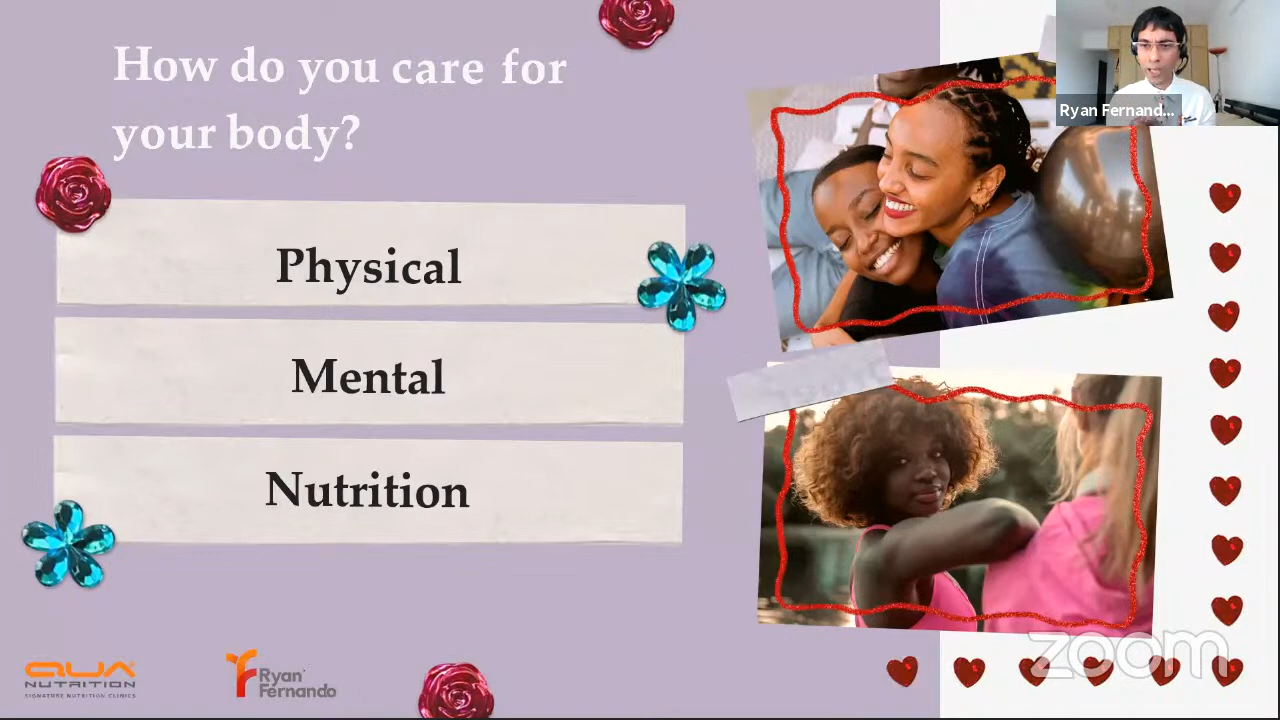 How do you care for
your body?
Physical
Mental
Nutrition
QUA
NUTRITION
SIGNATURE NUTRITION CLINICS
Ryan
Fernando
Ryan Fernand...
zoom